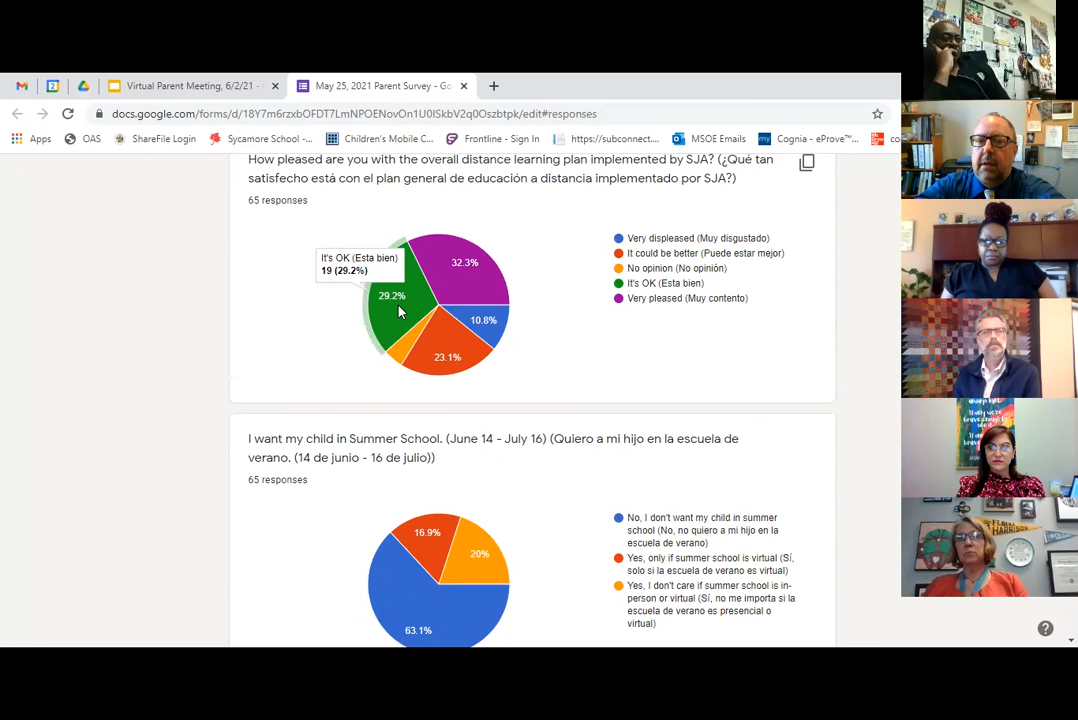 Virtual Parent Meeting, 6/2/21 -
May 25, 2021 Parent Survey - Go
docs.google.com/forms/d/18Y7m6rzxbOFDT7LmNPOENovOn1U0lSkbV2q0Oszbtpk/edit#responses
Apps OAS ShareFile Login Sycamore School -... Children's Mobile C... Frontline - Sign In https://subconnect... MSOE Emails Cognia - eProve™... co
How pleased are you with the overall distance learning plan implemented by SJA? (¿Qué tan
satisfecho está con el plan general de educación a distancia implementado por SJA?)
65 responses
It's OK (Esta bien)
19 (29.2%)
32.3%
29.2%
10.8%
23.1%
Very displeased (Muy disgustado)
It could be better (Puede estar mejor)
No opinion (No opinión)
It's OK (Esta bien)
Very pleased (Muy contento)
I want my child in Summer School. (June 14 - July 16) (Quiero a mi hijo en la escuela de
verano. (14 de junio - 16 de julio))
65 responses
16.9%
20%
63.1%
No, I don't want my child in summer
school (No, no quiero a mi hijo en la
escuela de verano)
Yes, only if summer school is virtual (Sí,
solo si la escuela de verano es virtual)
Yes, I don't care if summer school is in-
person or virtual (Sí, no me importa si la
escuela de verano es presencial o
virtual)
HARRISON